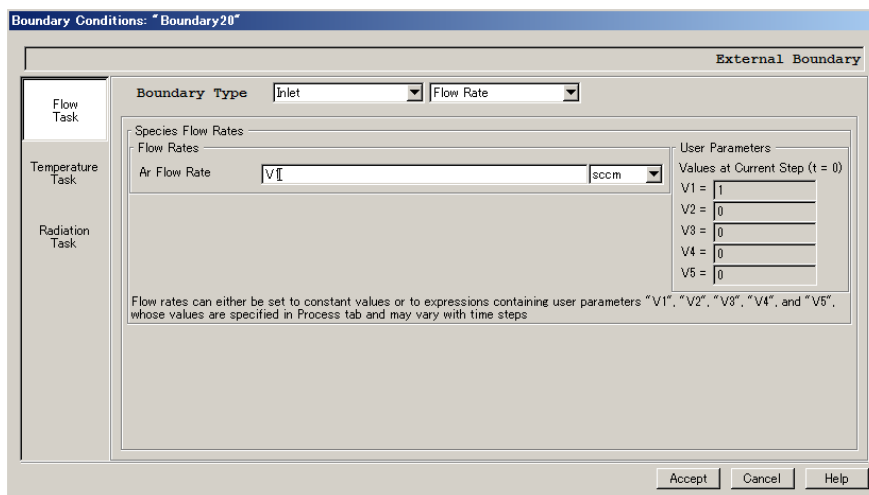 Boundary Conditions: "Boundary20"
External Boundary
Flow
Task
Temperature
Task
Radiation
Task
Boundary Type Inlet Flow Rate
Species Flow Rates
Flow Rates
Ar Flow Rate V1 sccm
User Parameters
Values at Current Step (t = 0)
V1 = 1
V2 = 0
V3 = 0
V4 = 0
V5 = 0
Flow rates can either be set to constant values or to expressions containing user parameters "V1", "V2", "V3", "V4", and "V5",
whose values are specified in Process tab and may vary with time steps
Accept Cancel Help